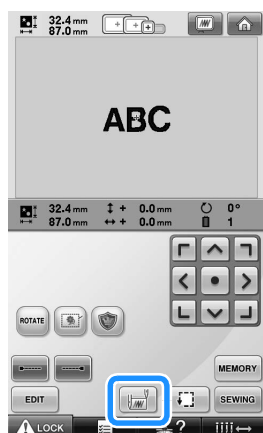 32.4 mm
87.0 mm
ABC
32.4 mm + 0.0 mm 0°
87.0 mm + 0.0 mm 1
ROTATE
MEMORY
EDIT
SEWING
LOCK ?